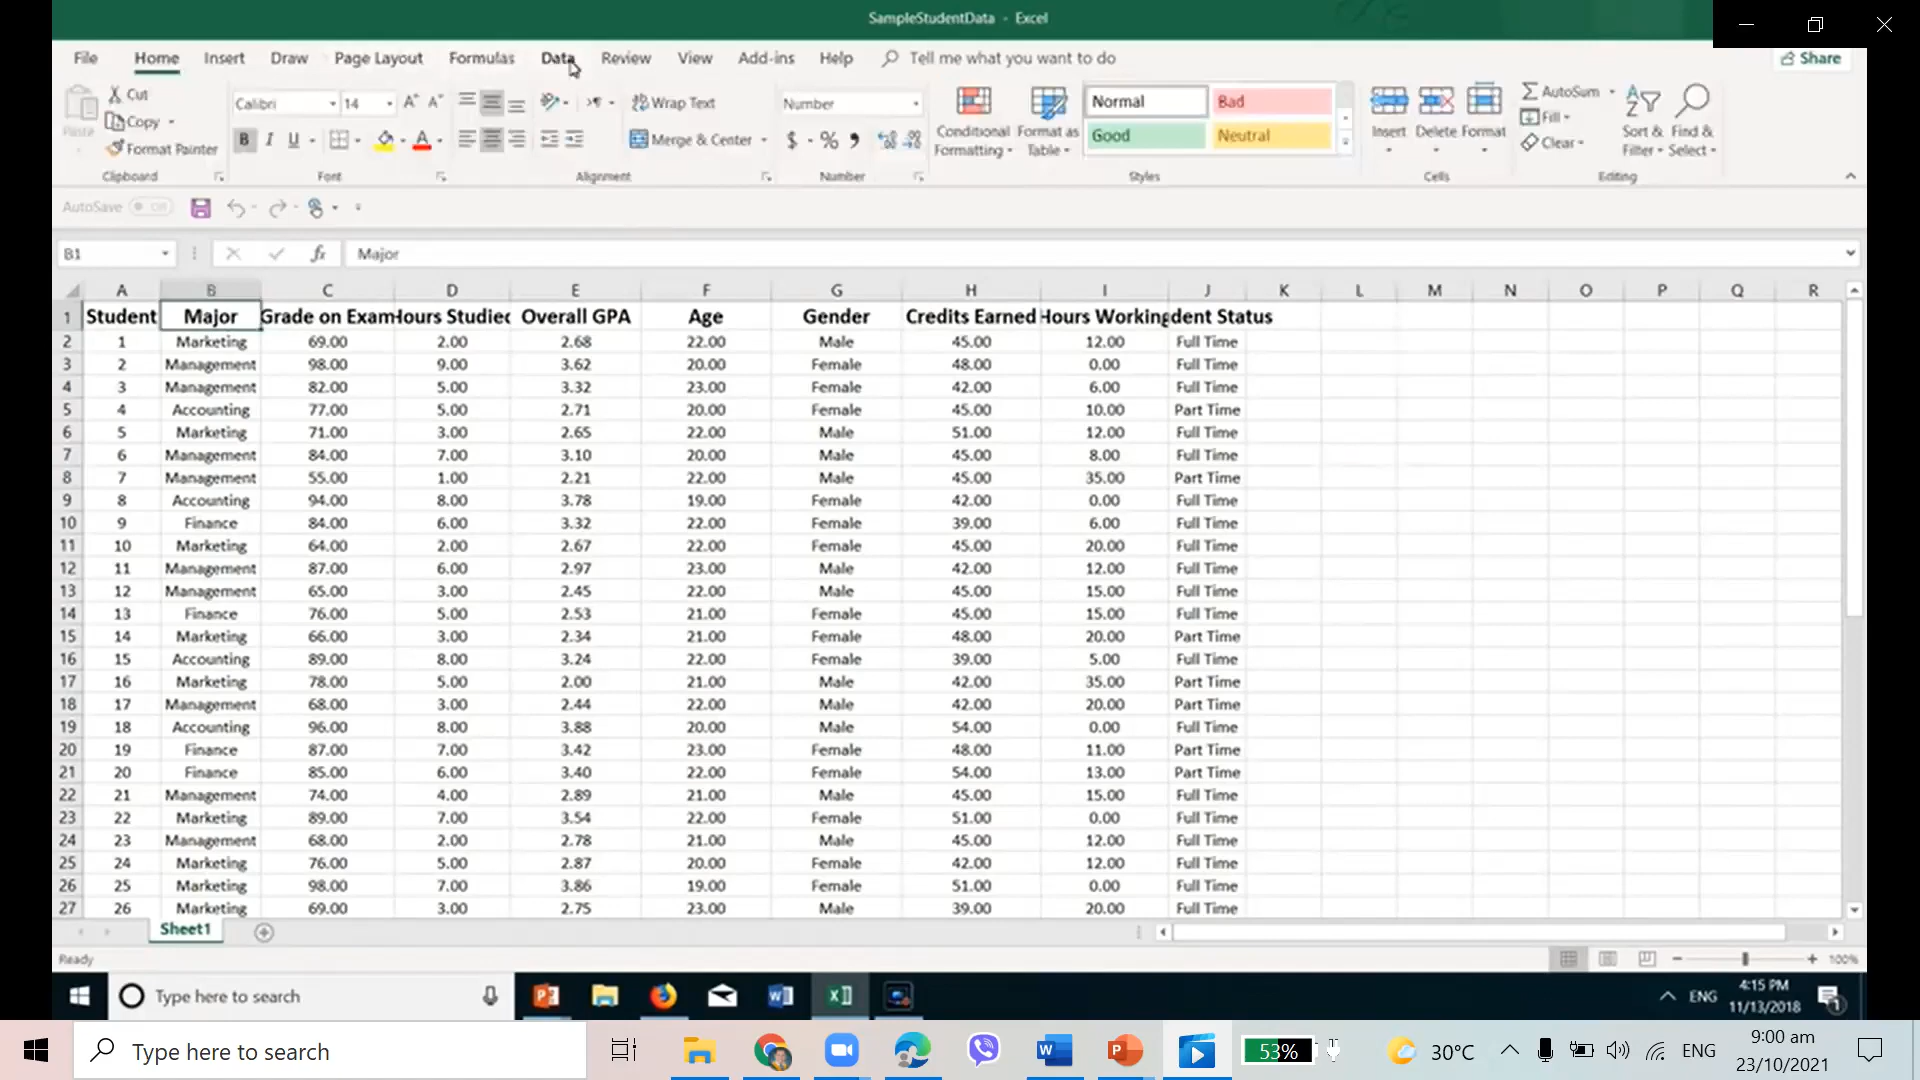 SampleStudentData - Excel
File Home Insert Draw Page Layout Formulas Data Review View Add-ins Help Tell me what you want to do Share
Cut
Copy
Format Painter
Paste
Clipboard
Calibri 14
B I U
Font
Wrap Text
Merge & Center
Alignment
Number
$ % ,
Number
Conditional Formatting
Format as Table
Normal Bad
Good Neutral
Styles
Insert Delete Format
Cells
AutoSum
Fill
Clear
Sort & Filter
Find & Select
Editing
AutoSave Off
B1 fx Major
A B C D E F G H I J K L M N O P Q R
1 Student Major Grade on Exam Hours Studied Overall GPA Age Gender Credits Earned Hours Working dent Status
2 1 Marketing 69.00 2.00 2.68 22.00 Male 45.00 12.00 Full Time
3 2 Management 98.00 9.00 3.62 20.00 Female 48.00 0.00 Full Time
4 3 Management 82.00 5.00 3.32 23.00 Female 42.00 6.00 Full Time
5 4 Accounting 77.00 5.00 2.71 20.00 Female 45.00 10.00 Part Time
6 5 Marketing 71.00 3.00 2.65 22.00 Male 51.00 12.00 Full Time
7 6 Management 84.00 7.00 3.10 20.00 Male 45.00 8.00 Full Time
8 7 Management 55.00 1.00 2.21 22.00 Male 45.00 35.00 Part Time
9 8 Accounting 94.00 8.00 3.78 19.00 Female 42.00 0.00 Full Time
10 9 Finance 84.00 6.00 3.32 22.00 Female 39.00 6.00 Full Time
11 10 Marketing 64.00 2.00 2.67 22.00 Female 45.00 20.00 Full Time
12 11 Management 87.00 6.00 2.97 23.00 Male 42.00 12.00 Full Time
13 12 Management 65.00 3.00 2.45 22.00 Male 45.00 15.00 Full Time
14 13 Finance 76.00 5.00 2.53 21.00 Female 45.00 15.00 Full Time
15 14 Marketing 66.00 3.00 2.34 21.00 Female 48.00 20.00 Part Time
16 15 Accounting 89.00 8.00 3.24 22.00 Female 39.00 5.00 Full Time
17 16 Marketing 78.00 5.00 2.00 21.00 Male 42.00 35.00 Part Time
18 17 Management 68.00 3.00 2.44 22.00 Male 42.00 20.00 Part Time
19 18 Accounting 96.00 8.00 3.88 20.00 Male 54.00 0.00 Full Time
20 19 Finance 87.00 7.00 3.42 23.00 Female 48.00 11.00 Part Time
21 20 Finance 85.00 6.00 3.40 22.00 Female 54.00 13.00 Part Time
22 21 Management 74.00 4.00 2.89 21.00 Male 45.00 15.00 Full Time
23 22 Marketing 89.00 7.00 3.54 22.00 Female 51.00 0.00 Full Time
24 23 Management 68.00 2.00 2.78 21.00 Male 45.00 12.00 Full Time
25 24 Marketing 76.00 5.00 2.87 20.00 Female 42.00 12.00 Full Time
26 25 Marketing 98.00 7.00 3.86 19.00 Female 51.00 0.00 Full Time
27 26 Marketing 69.00 3.00 2.75 23.00 Male 39.00 20.00 Full Time
Sheet1
Ready 100%
Type here to search ENG 4:15 PM
11/13/2018
Type here to search 53% 30°C ENG 9:00 am
23/10/2021